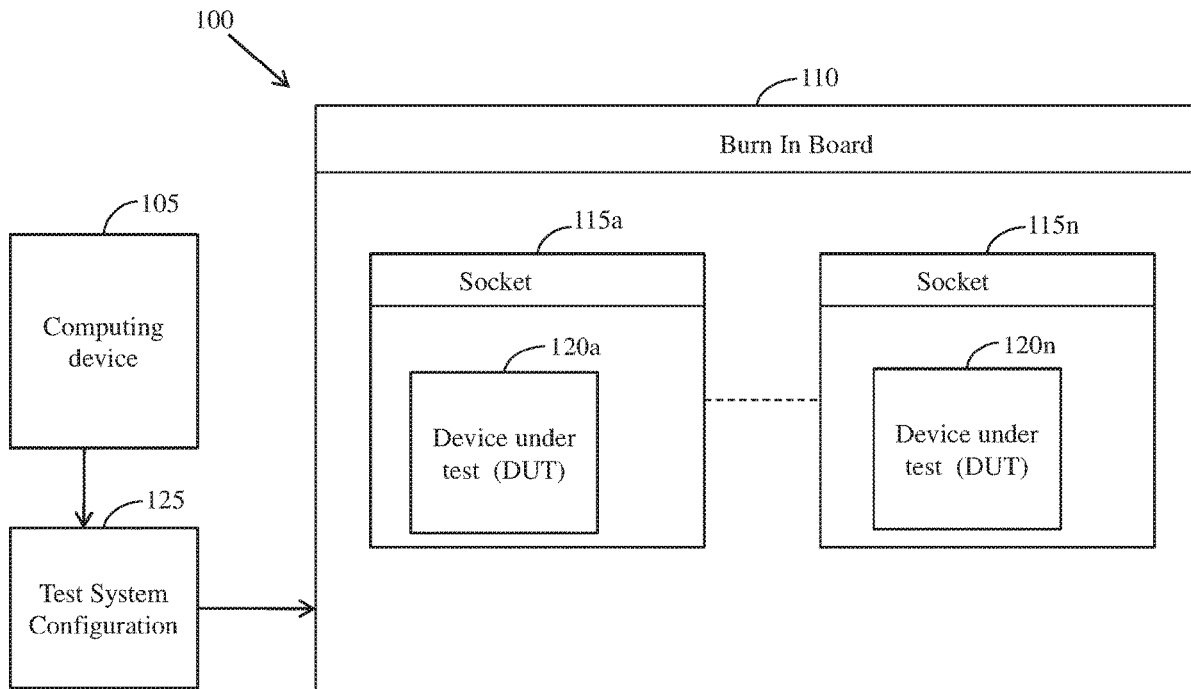 100
110
Burn In Board
105
115a
115n
Socket
Socket
Computing
device
120a
120n
Device under
test (DUT)
Device under
test (DUT)
125
Test System
Configuration